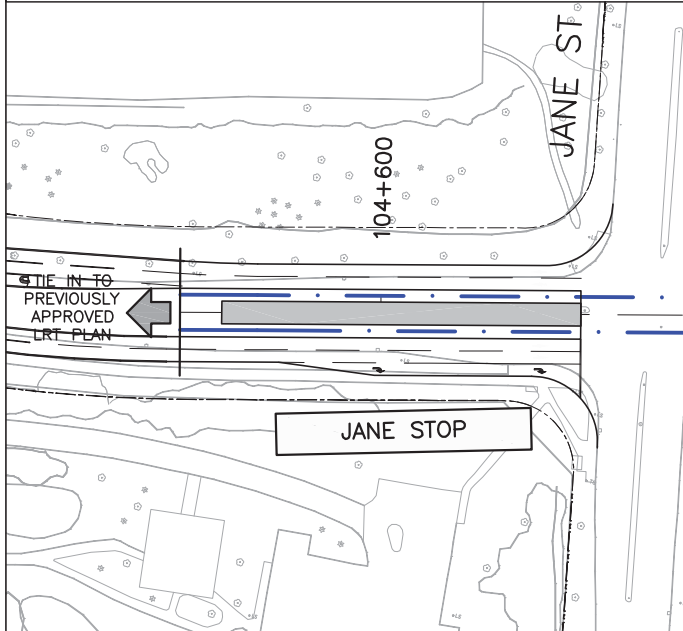 JANE ST
104+600
TIE IN TO
PREVIOUSLY
APPROVED
LRT PLAN
JANE STOP